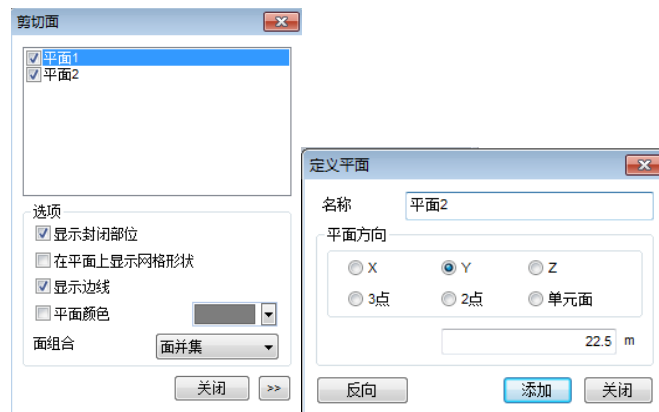 剪切面
平面1
平面2
选项
显示封闭部位
在平面上显示网格形状
显示边线
平面颜色
面组合 面并集
关闭 >>
定义平面
名称 平面2
平面方向
X Y Z
3点 2点 单元面
22.5 m
反向 添加 关闭